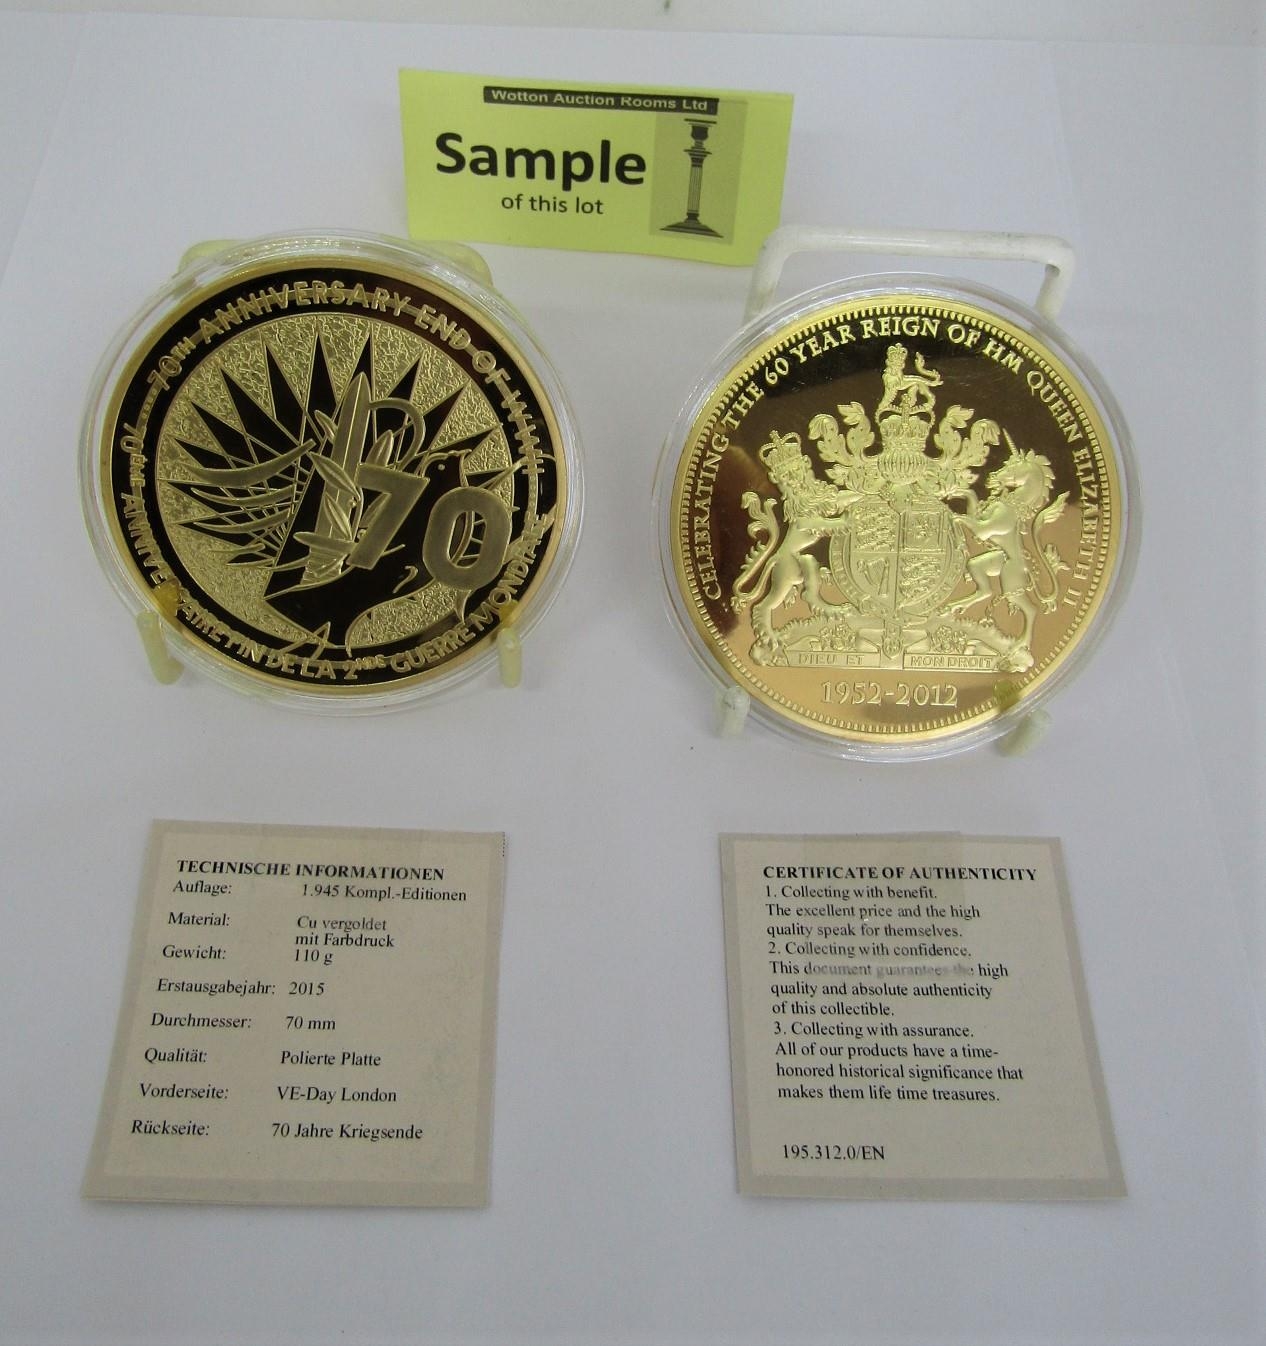 Wotton Auction Rooms Ltd
Sample
of this lot
70TH ANNIVERSARY END OF WWII
70ÈME ANNIVERSAIRE FIN DE LA 2NDE GUERRE MONDIALE
70
CELEBRATING THE 60 YEAR REIGN OF HM QUEEN ELIZABETH II
DIEU ET MON DROIT
1952-2012
TECHNISCHE INFORMATIONEN
Auflage: 1.945 Kompl.-Editionen
Material: Cu vergoldet
mit Farbdruck
Gewicht: 110 g
Erstausgabejahr: 2015
Durchmesser: 70 mm
Qualität: Polierte Platte
Vorderseite: VE-Day London
Rückseite: 70 Jahre Kriegsende
CERTIFICATE OF AUTHENTICITY
1. Collecting with benefit.
The excellent price and the high
quality speak for themselves.
2. Collecting with confidence.
This document guarantees the high
quality and absolute authenticity
of this collectible.
3. Collecting with assurance.
All of our products have a time-
honored historical significance that
makes them life time treasures.
195.312.0/EN